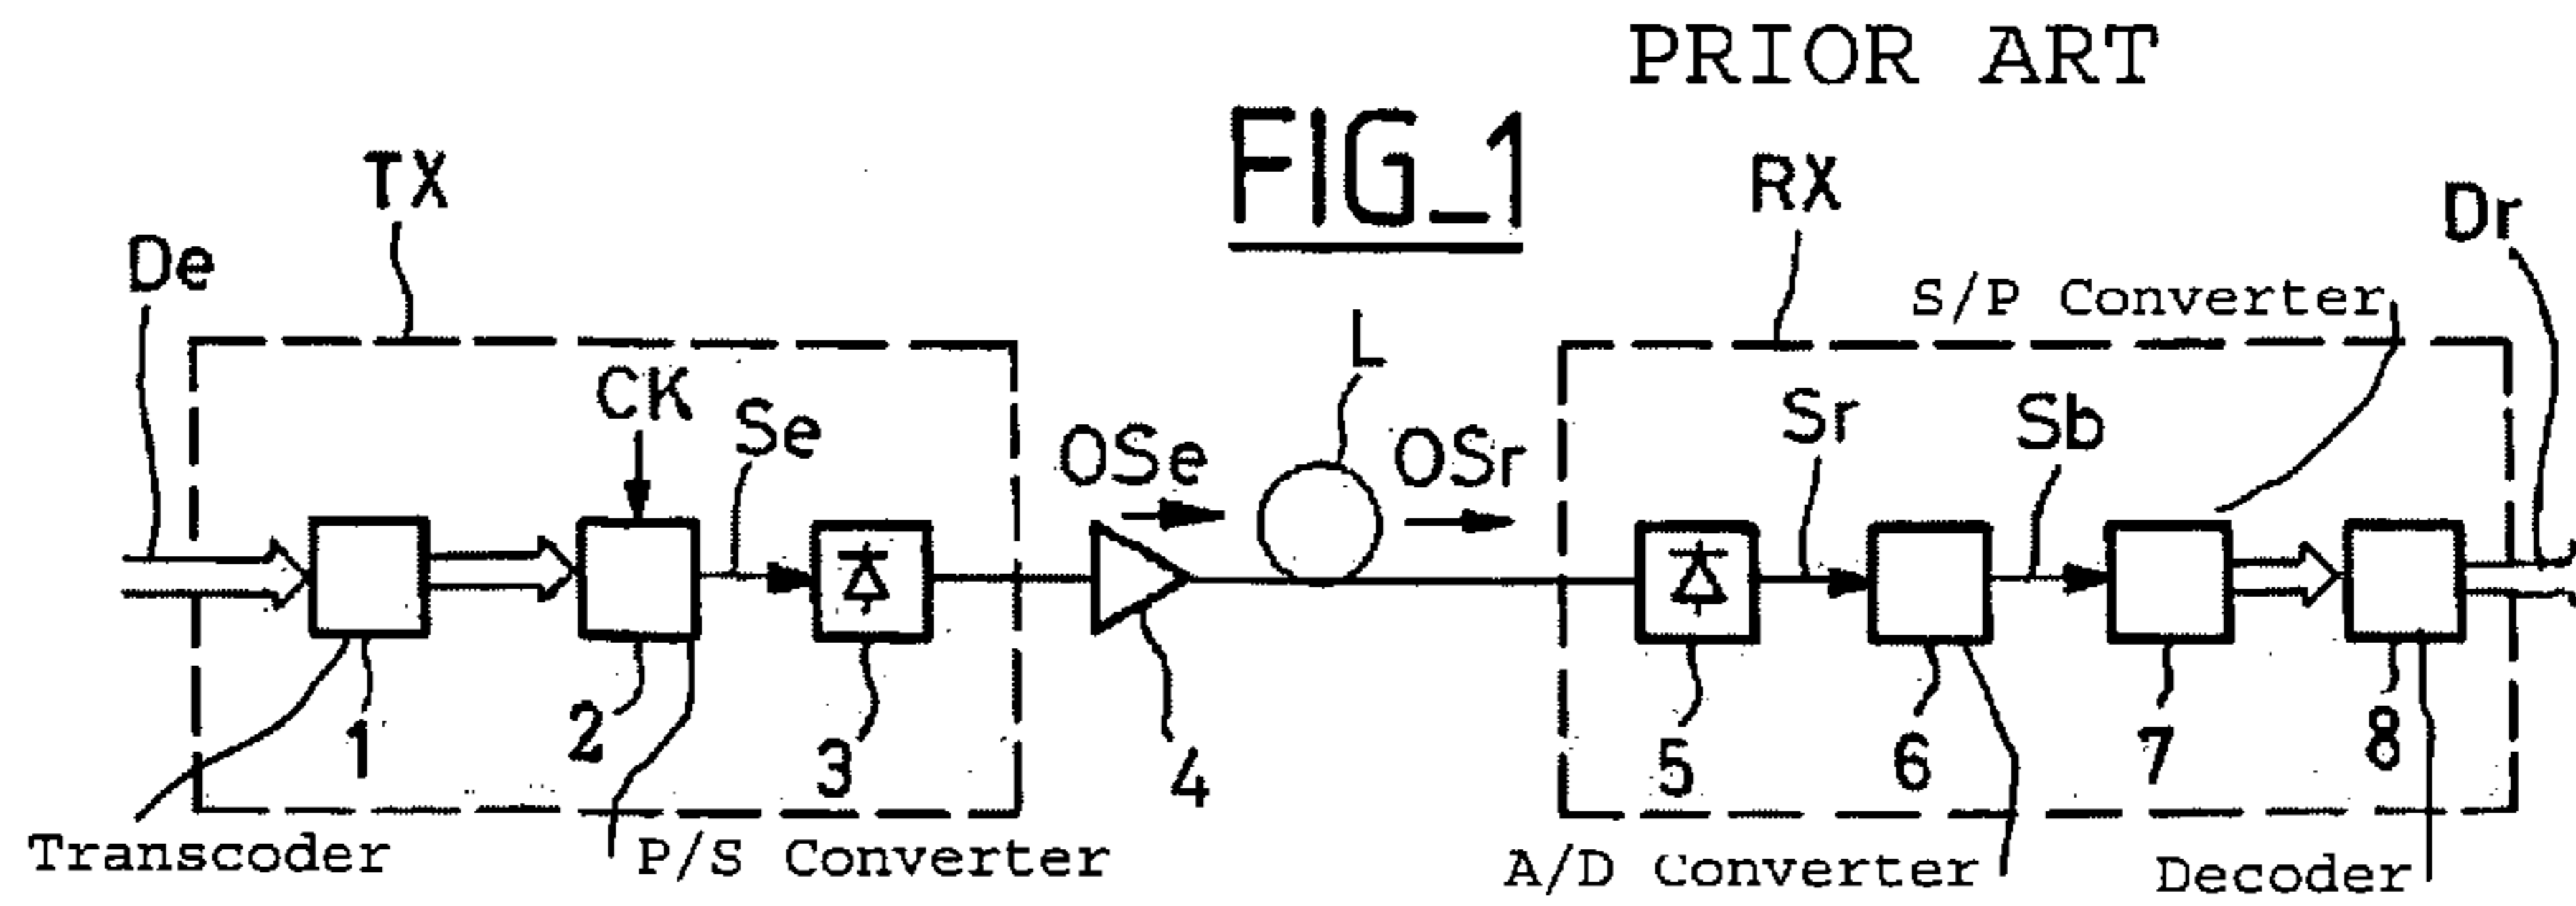 PRIOR ART
FIG_1
TX
RX
De
Dr
S/P Converter
L
CK
Se
OSe
OSr
Sr
Sb
1
2
3
4
5
6
7
8
Transcoder
P/S Converter
A/D Converter
Decoder